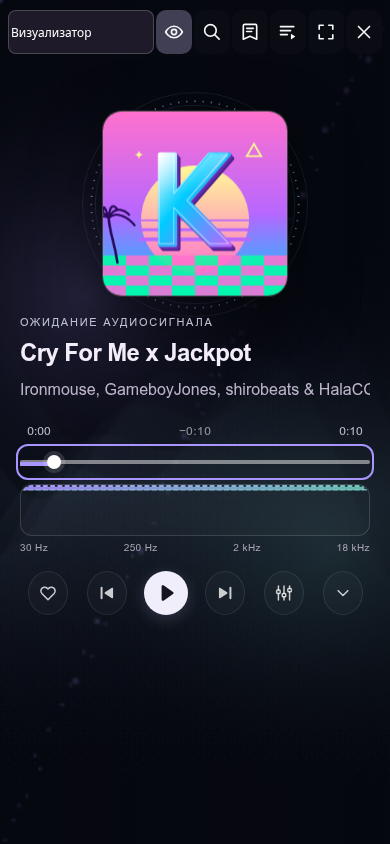 Визуализатор
K
ОЖИДАНИЕ АУДИОСИГНАЛА
Cry For Me x Jackpot
Ironmouse, GameboyJones, shirobeats & HalaCC
0:00 −0:10 0:10
30 Hz 250 Hz 2 kHz 18 kHz